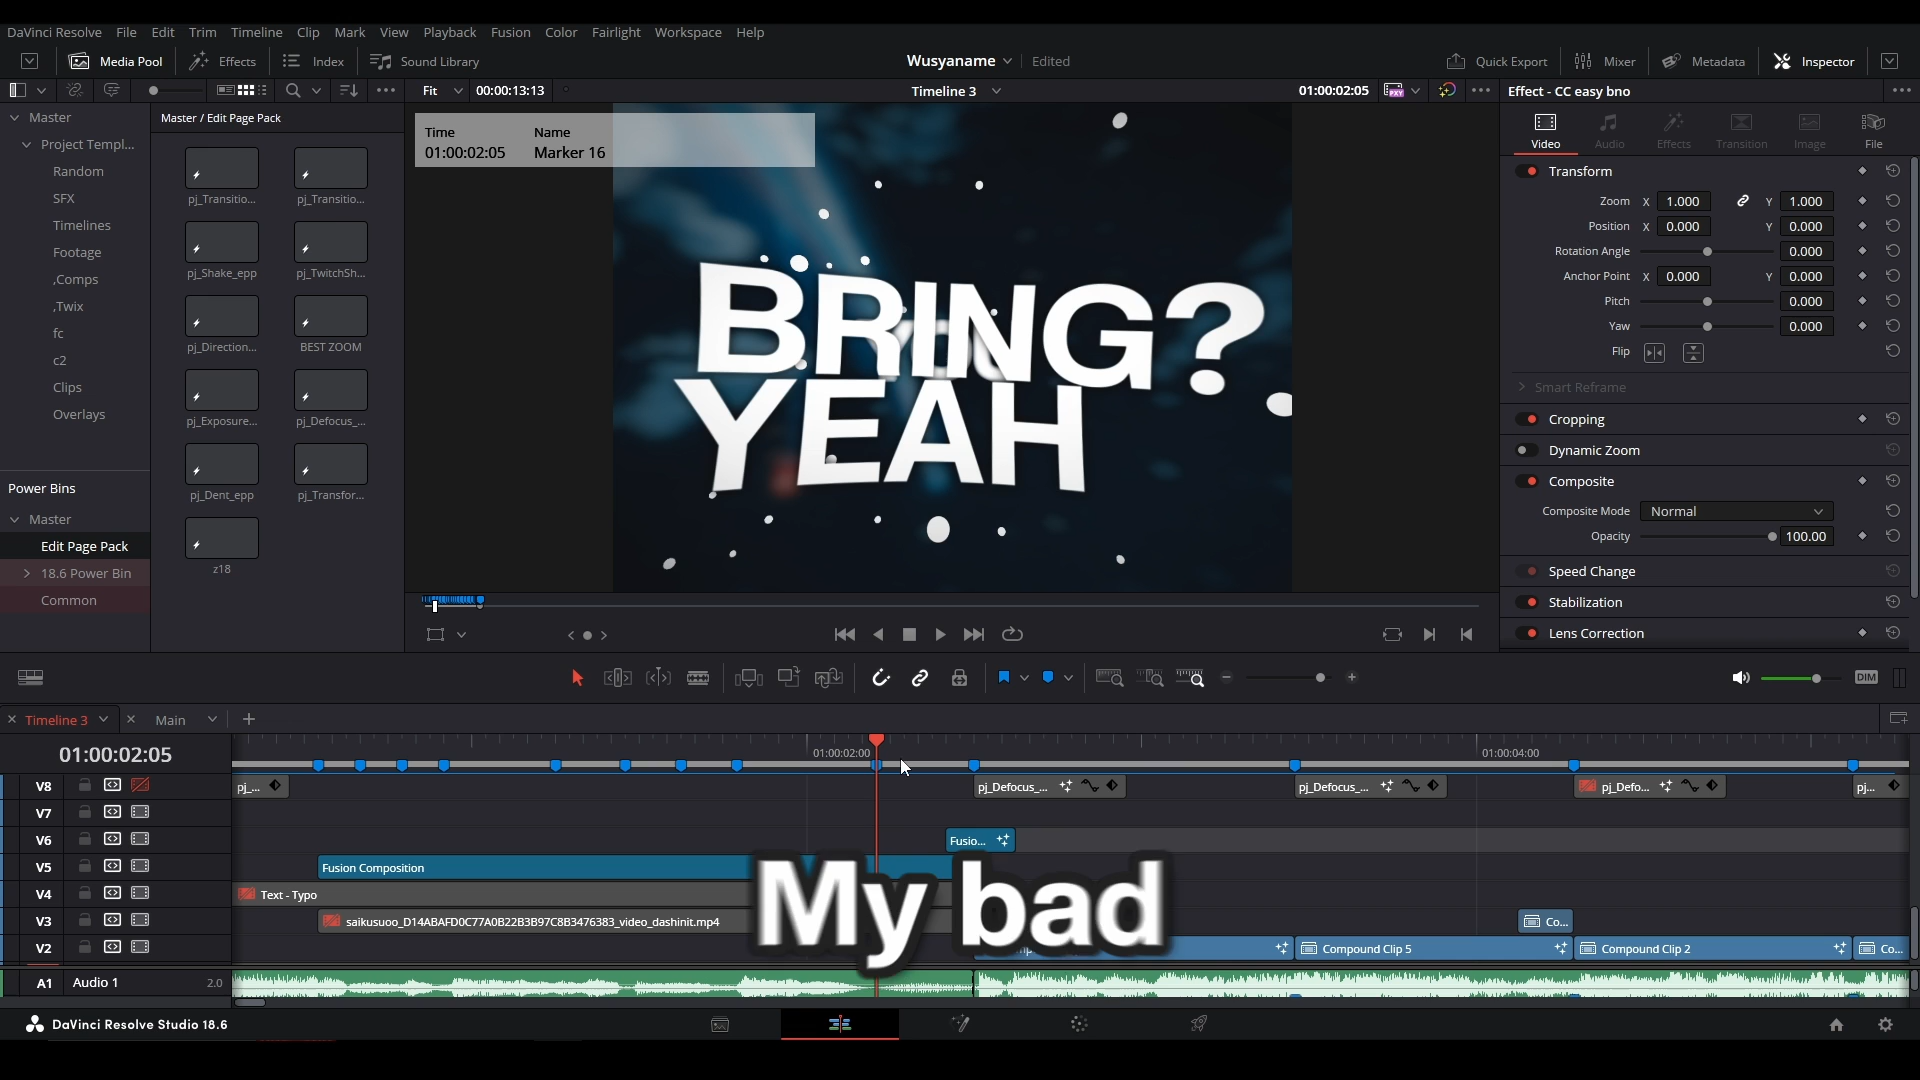 DaVinci Resolve File Edit Trim Timeline Clip Mark View Playback Fusion Color Fairlight Workspace Help
Media Pool Effects Index Sound Library Wusyaname Edited Quick Export Mixer Metadata Inspector
Fit 00:00:13:13 Timeline 3 01:00:02:05 PXY Effect - CC easy bno
Master
Project Templ...
Random
SFX
Timelines
Footage
,Comps
,Twix
fc
c2
Clips
Overlays
Power Bins
Master
Edit Page Pack
18.6 Power Bin
Common
Master / Edit Page Pack
pj_Transitio... pj_Transitio...
pj_Shake_epp pj_TwitchSh...
pj_Direction... BEST ZOOM
pj_Exposure... pj_Defocus_...
pj_Dent_epp pj_Transfor...
z18
Time Name
01:00:02:05 Marker 16
BRING?
YEAH
Video Audio Effects Transition Image File
Transform
Zoom X 1.000 Y 1.000
Position X 0.000 Y 0.000
Rotation Angle 0.000
Anchor Point X 0.000 Y 0.000
Pitch 0.000
Yaw 0.000
Flip
Smart Reframe
Cropping
Dynamic Zoom
Composite
Composite Mode Normal
Opacity 100.00
Speed Change
Stabilization
Lens Correction
DIM
Timeline 3 Main
01:00:02:05 01:00:02:00 01:00:04:00
V8 pj_... pj_Defocus_... pj_Defocus_... pj_Defo... pj...
V7
V6 Fusio...
V5 Fusion Composition
V4 Text - Typo
V3 saikusuoo_D14ABAFD0C77A0B22B3B97C8B3476383_video_dashinit.mp4 Co...
V2 Compound Clip 5 Compound Clip 2 Co...
My bad
A1 Audio 1 2.0
DaVinci Resolve Studio 18.6